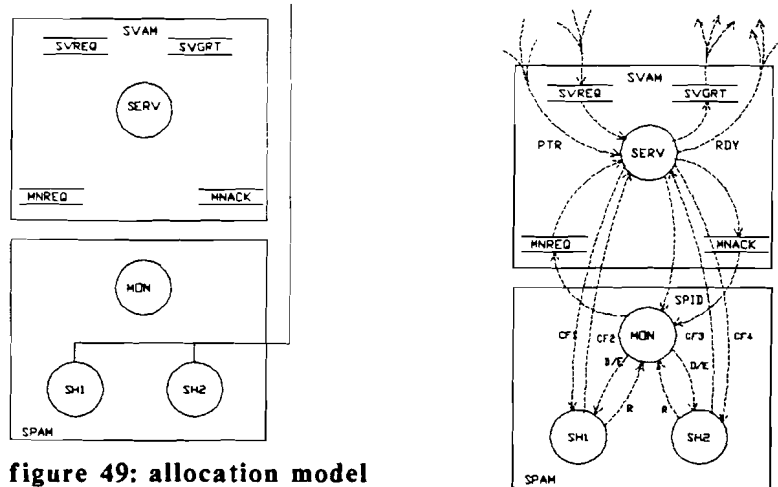 SVAM
SVREQ SVGRT
SERV
MNREQ MNACK
MON
SH1 SH2
SPAM
figure 49: allocation model
SVAM
SVREQ SVGRT
PTR SERV RDY
MNREQ MNACK
SPID
CF1 CF2 MON CF3 CF4
D/E D/E
R R
SH1 SH2
SPAM